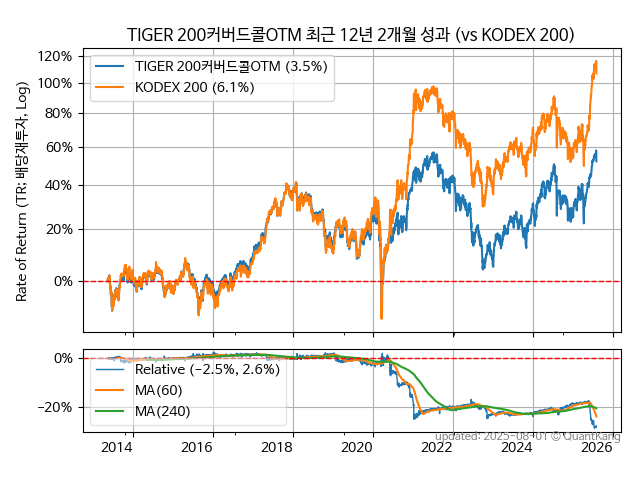 TIGER 200커버드콜OTM 최근 12년 2개월 성과 (vs KODEX 200)
120%
100%
80%
60%
40%
20%
0%
Rate of Return (TR: 배당재투자, Log)
TIGER 200커버드콜OTM (3.5%)
KODEX 200 (6.1%)
0%
−20%
Relative (−2.5%, 2.6%)
MA(60)
MA(240)
2014
2016
2018
2020
2022
2024
2026
updated: 2025-08-01 © QuantKang